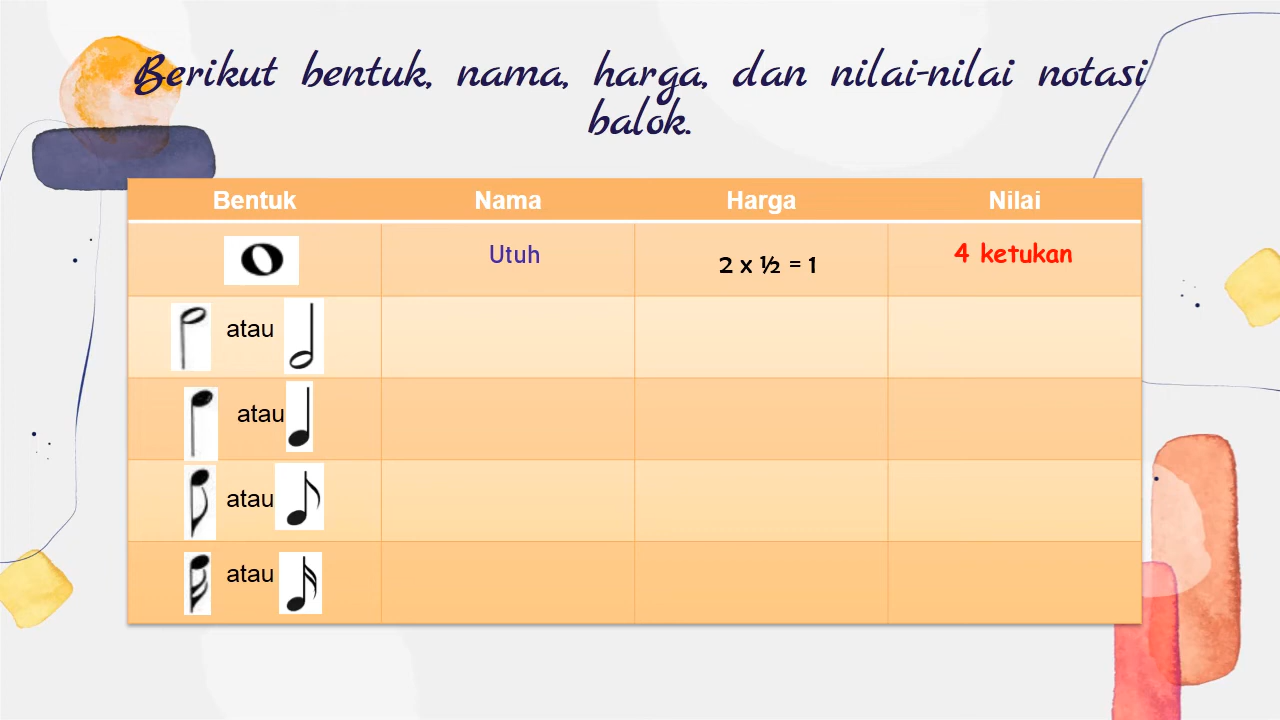 Berikut bentuk, nama, harga, dan nilai-nilai notasi
balok.
Bentuk Nama Harga Nilai
Utuh 2 x ½ = 1 4 ketukan
atau
atau
atau
atau